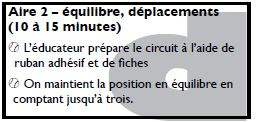 Aire 2 – équilibre, déplacements
(10 à 15 minutes)
L'éducateur prépare le circuit à l'aide de
ruban adhésif et de fiches
On maintient la position en équilibre en
comptant jusqu'à trois.